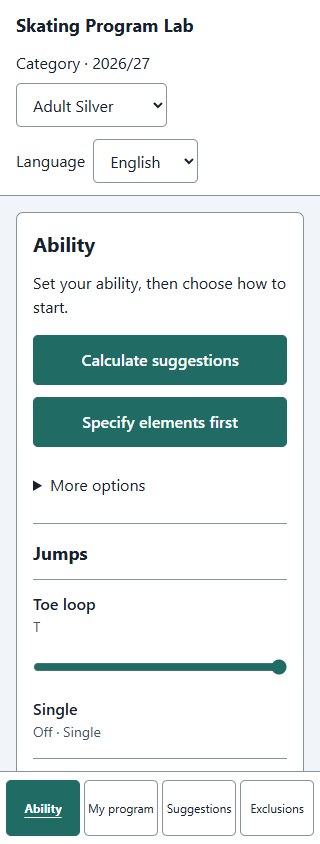 Skating Program Lab
Category · 2026/27
Adult Silver
Language English
Ability
Set your ability, then choose how to
start.
Calculate suggestions
Specify elements first
More options
Jumps
Toe loop
T
Single
Off · Single
Ability My program Suggestions Exclusions